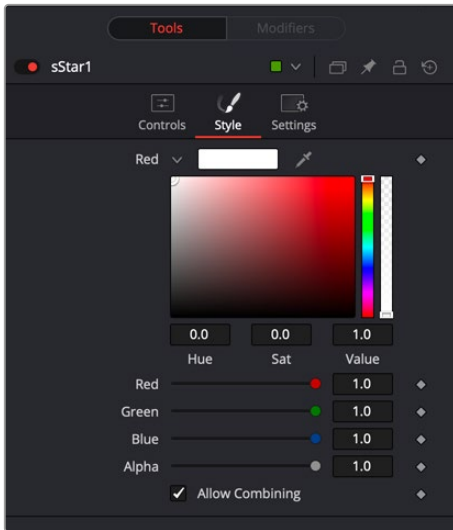 Tools Modifiers
sStar1
Controls Style Settings
Red
0.0 0.0 1.0
Hue Sat Value
Red 1.0
Green 1.0
Blue 1.0
Alpha 1.0
Allow Combining